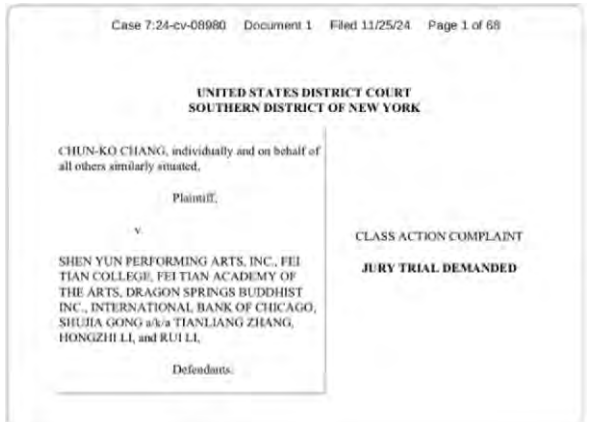 Case 7:24-cv-08980 Document 1 Filed 11/25/24 Page 1 of 68
UNITED STATES DISTRICT COURT
SOUTHERN DISTRICT OF NEW YORK
CHUN-KO CHANG, individually and on behalf of
all others similarly situated,
Plaintiff,
v.
SHEN YUN PERFORMING ARTS, INC., FEI
TIAN COLLEGE, FEI TIAN ACADEMY OF
THE ARTS, DRAGON SPRINGS BUDDHIST
INC., INTERNATIONAL BANK OF CHICAGO,
SHUJIA GONG a/k/a TIANLIANG ZHANG,
HONGZHI LI, and RUI LI,
Defendants.
CLASS ACTION COMPLAINT
JURY TRIAL DEMANDED